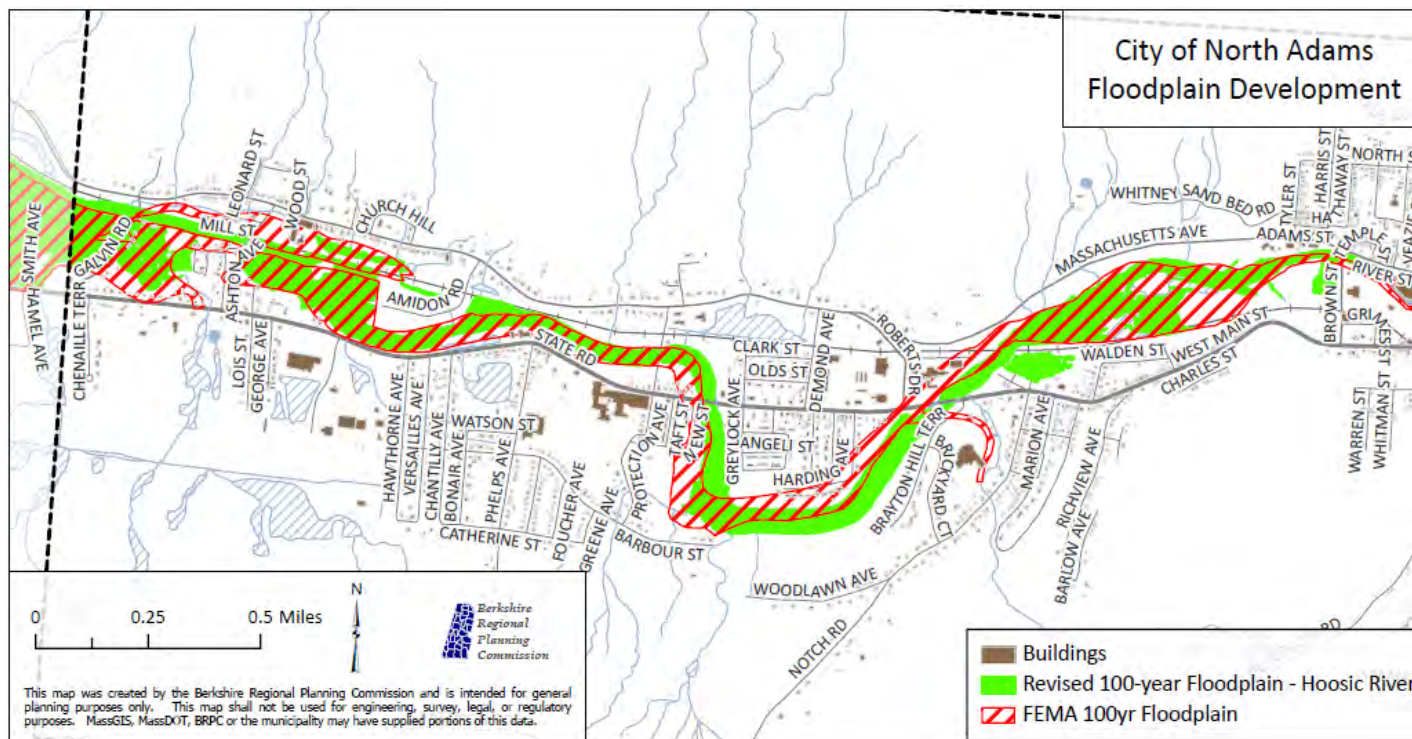 City of North Adams
Floodplain Development
LEONARD ST
WOOD ST
CHURCH HILL
MILL ST
GALVIN RD
SMITH AVE
HAMEL AVE
CHENAILLE TERR
ASHTON AVE
LOIS ST
GEORGE AVE
AMIDON RD
STATE RD
HAWTHORNE AVE
VERSAILLES AVE
CHANTILLY AVE
BONAIR AVE
WATSON ST
PHELPS AVE
CATHERINE ST
FOUCHER AVE
GREENE AVE
PROTECTION AVE
BARBOUR ST
TAFT ST
N NEW ST
GREYLOCK AVE
CLARK ST
OLDS ST
DEMOND AVE
ROBERTS DR
ANGELI ST
HARDING AVE
BRAYTON HILL TERR
BACKYARD CT
WOODLAWN AVE
NOTCH RD
MARION AVE
RICHVIEW AVE
BARLOW AVE
WALDEN ST
WEST MAIN ST
CHARLES ST
MASSACHUSETTS AVE
WHITNEY
SAND BED RD
ADAMS ST
TYLER ST
HARRIS ST
HATHAWAY ST
HA
NORTH S
TEMPLE ST
VEAZIE
RIVER ST
BROWN ST
WARREN ST
WHITMAN ST
RD
0 0.25 0.5 Miles
N
Berkshire
Regional
Planning
Commission
This map was created by the Berkshire Regional Planning Commission and is intended for general
planning purposes only. This map shall not be used for engineering, survey, legal, or regulatory
purposes. MassGIS, MassDOT, BRPC or the municipality may have supplied portions of this data.
Buildings
Revised 100-year Floodplain - Hoosic River
FEMA 100yr Floodplain